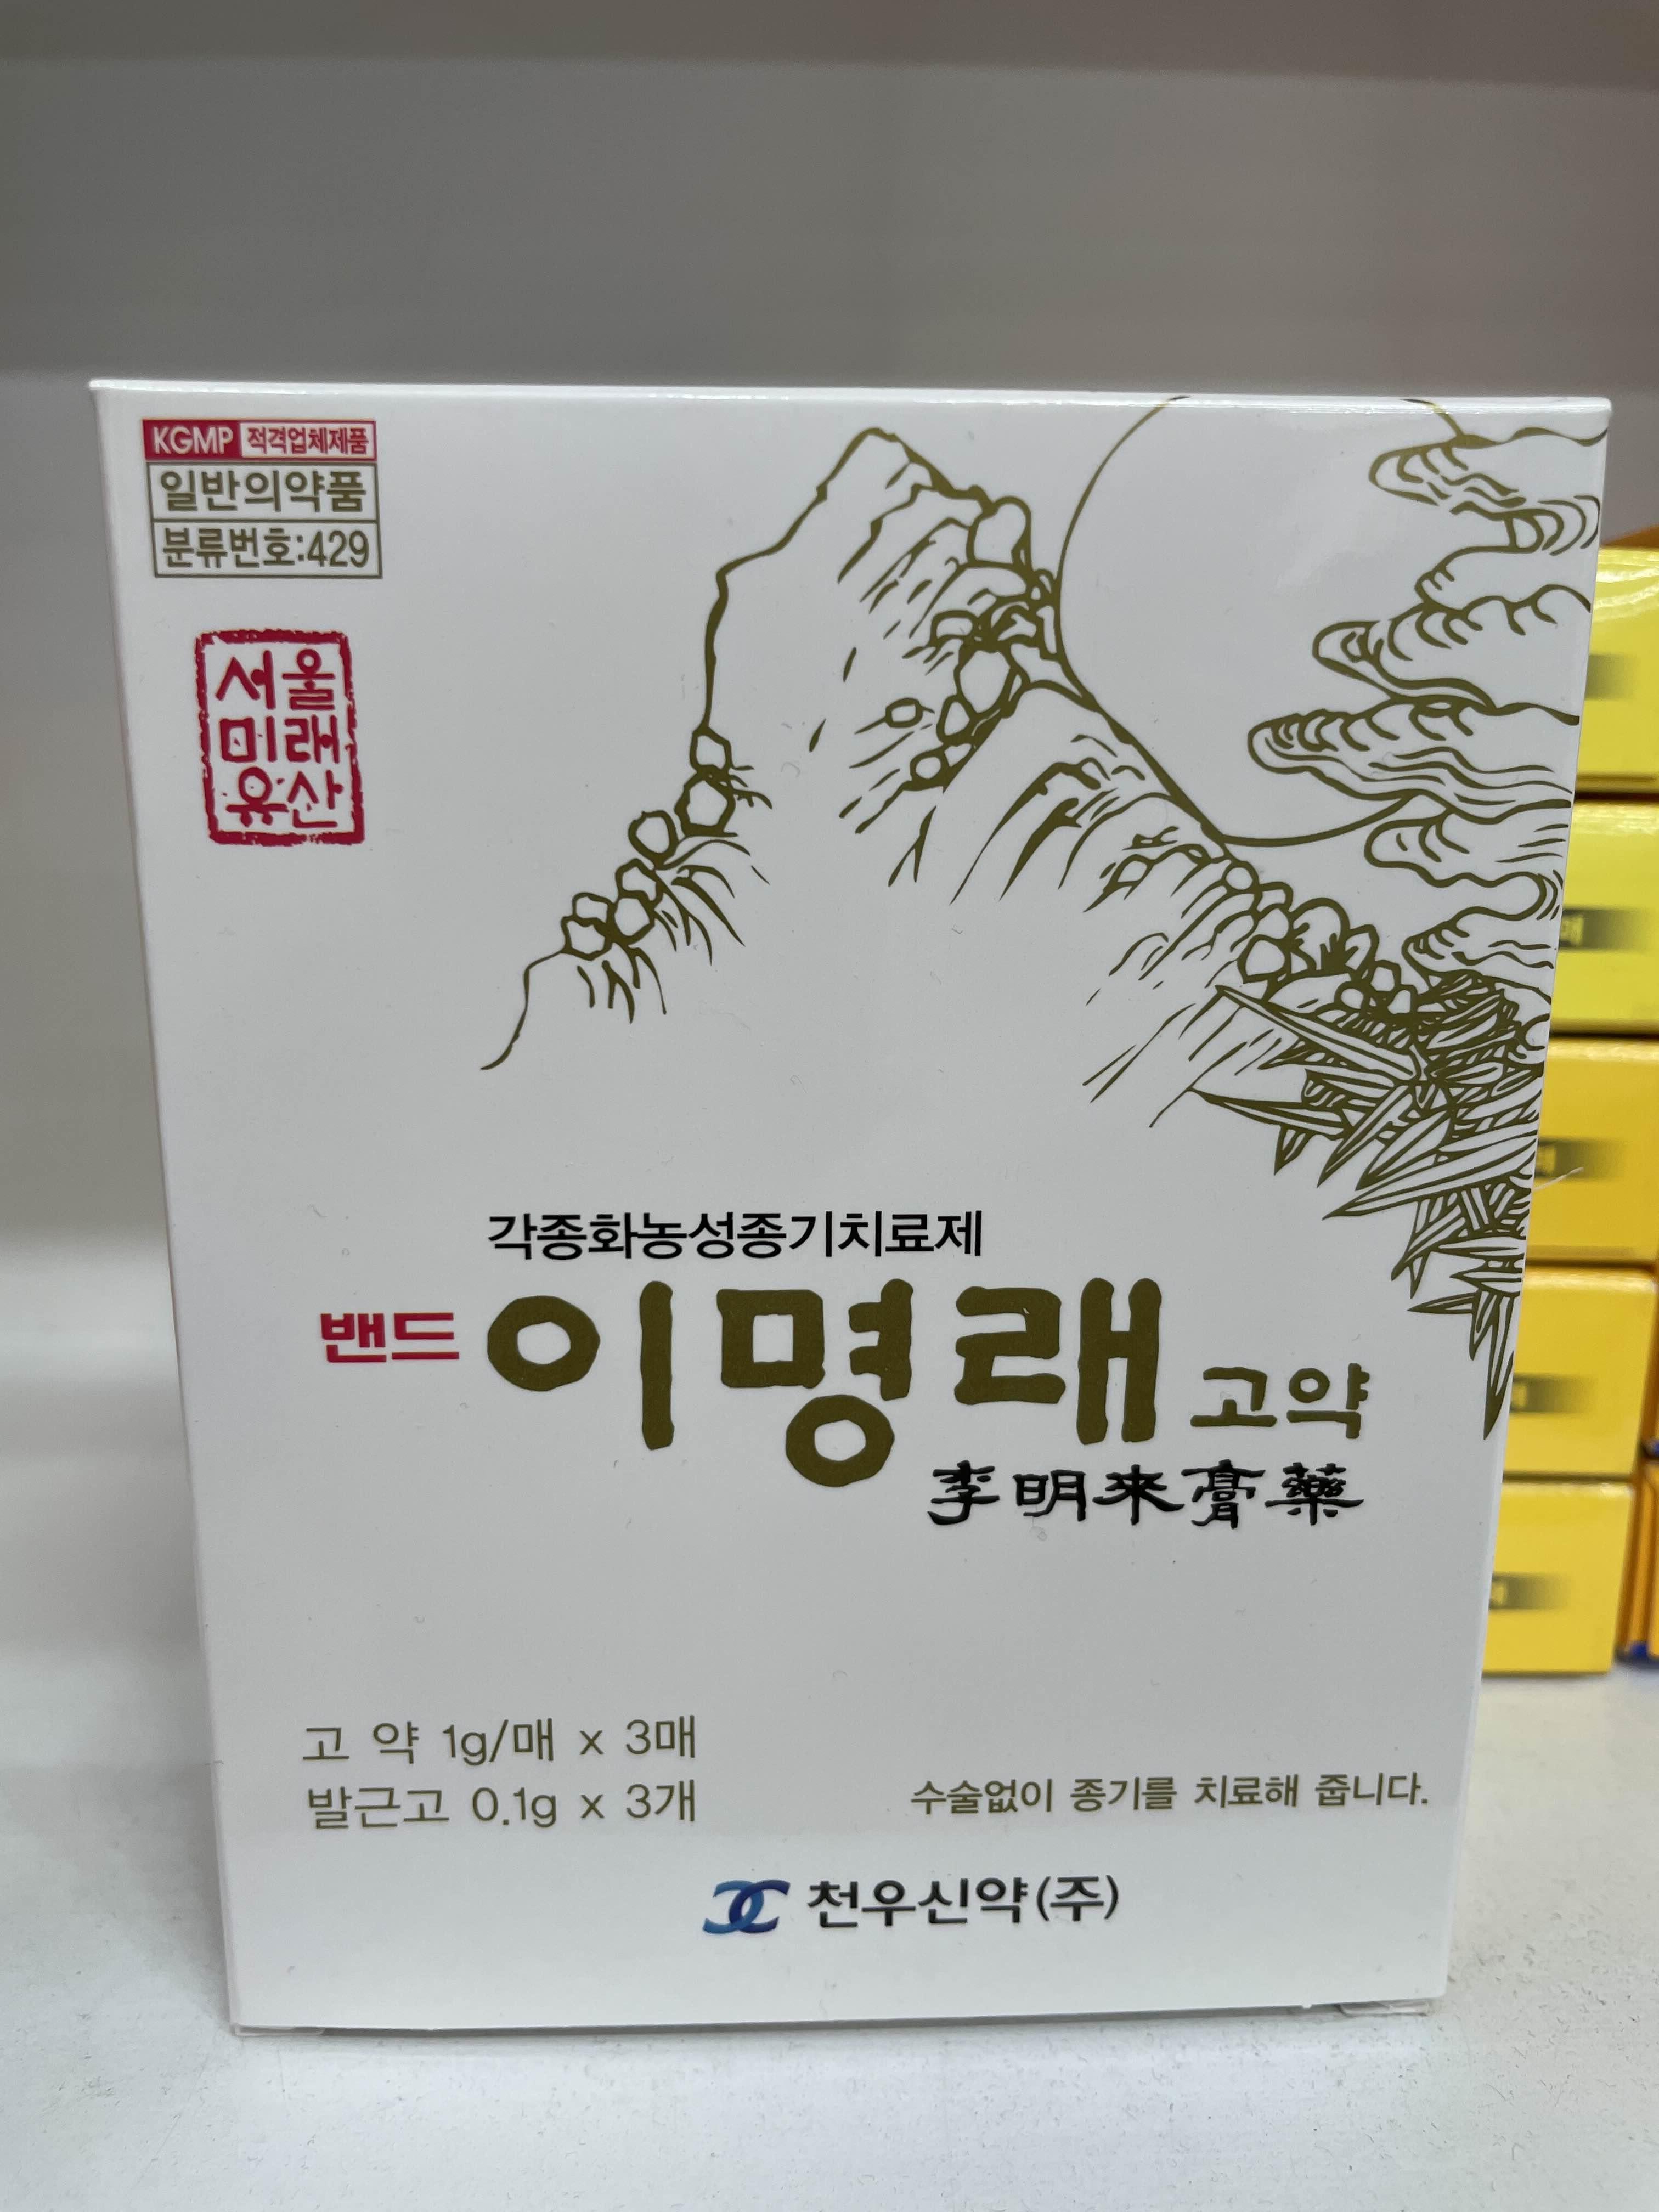 KGMP 적격업체제품
일반의약품
분류번호:429
서울
미래
유산
각종화농성종기치료제
밴드 이명래 고약
李明来膏藥
고 약 1g/매 x 3매
발근고 0.1g x 3개
수술없이 종기를 치료해 줍니다.
천우신약(주)